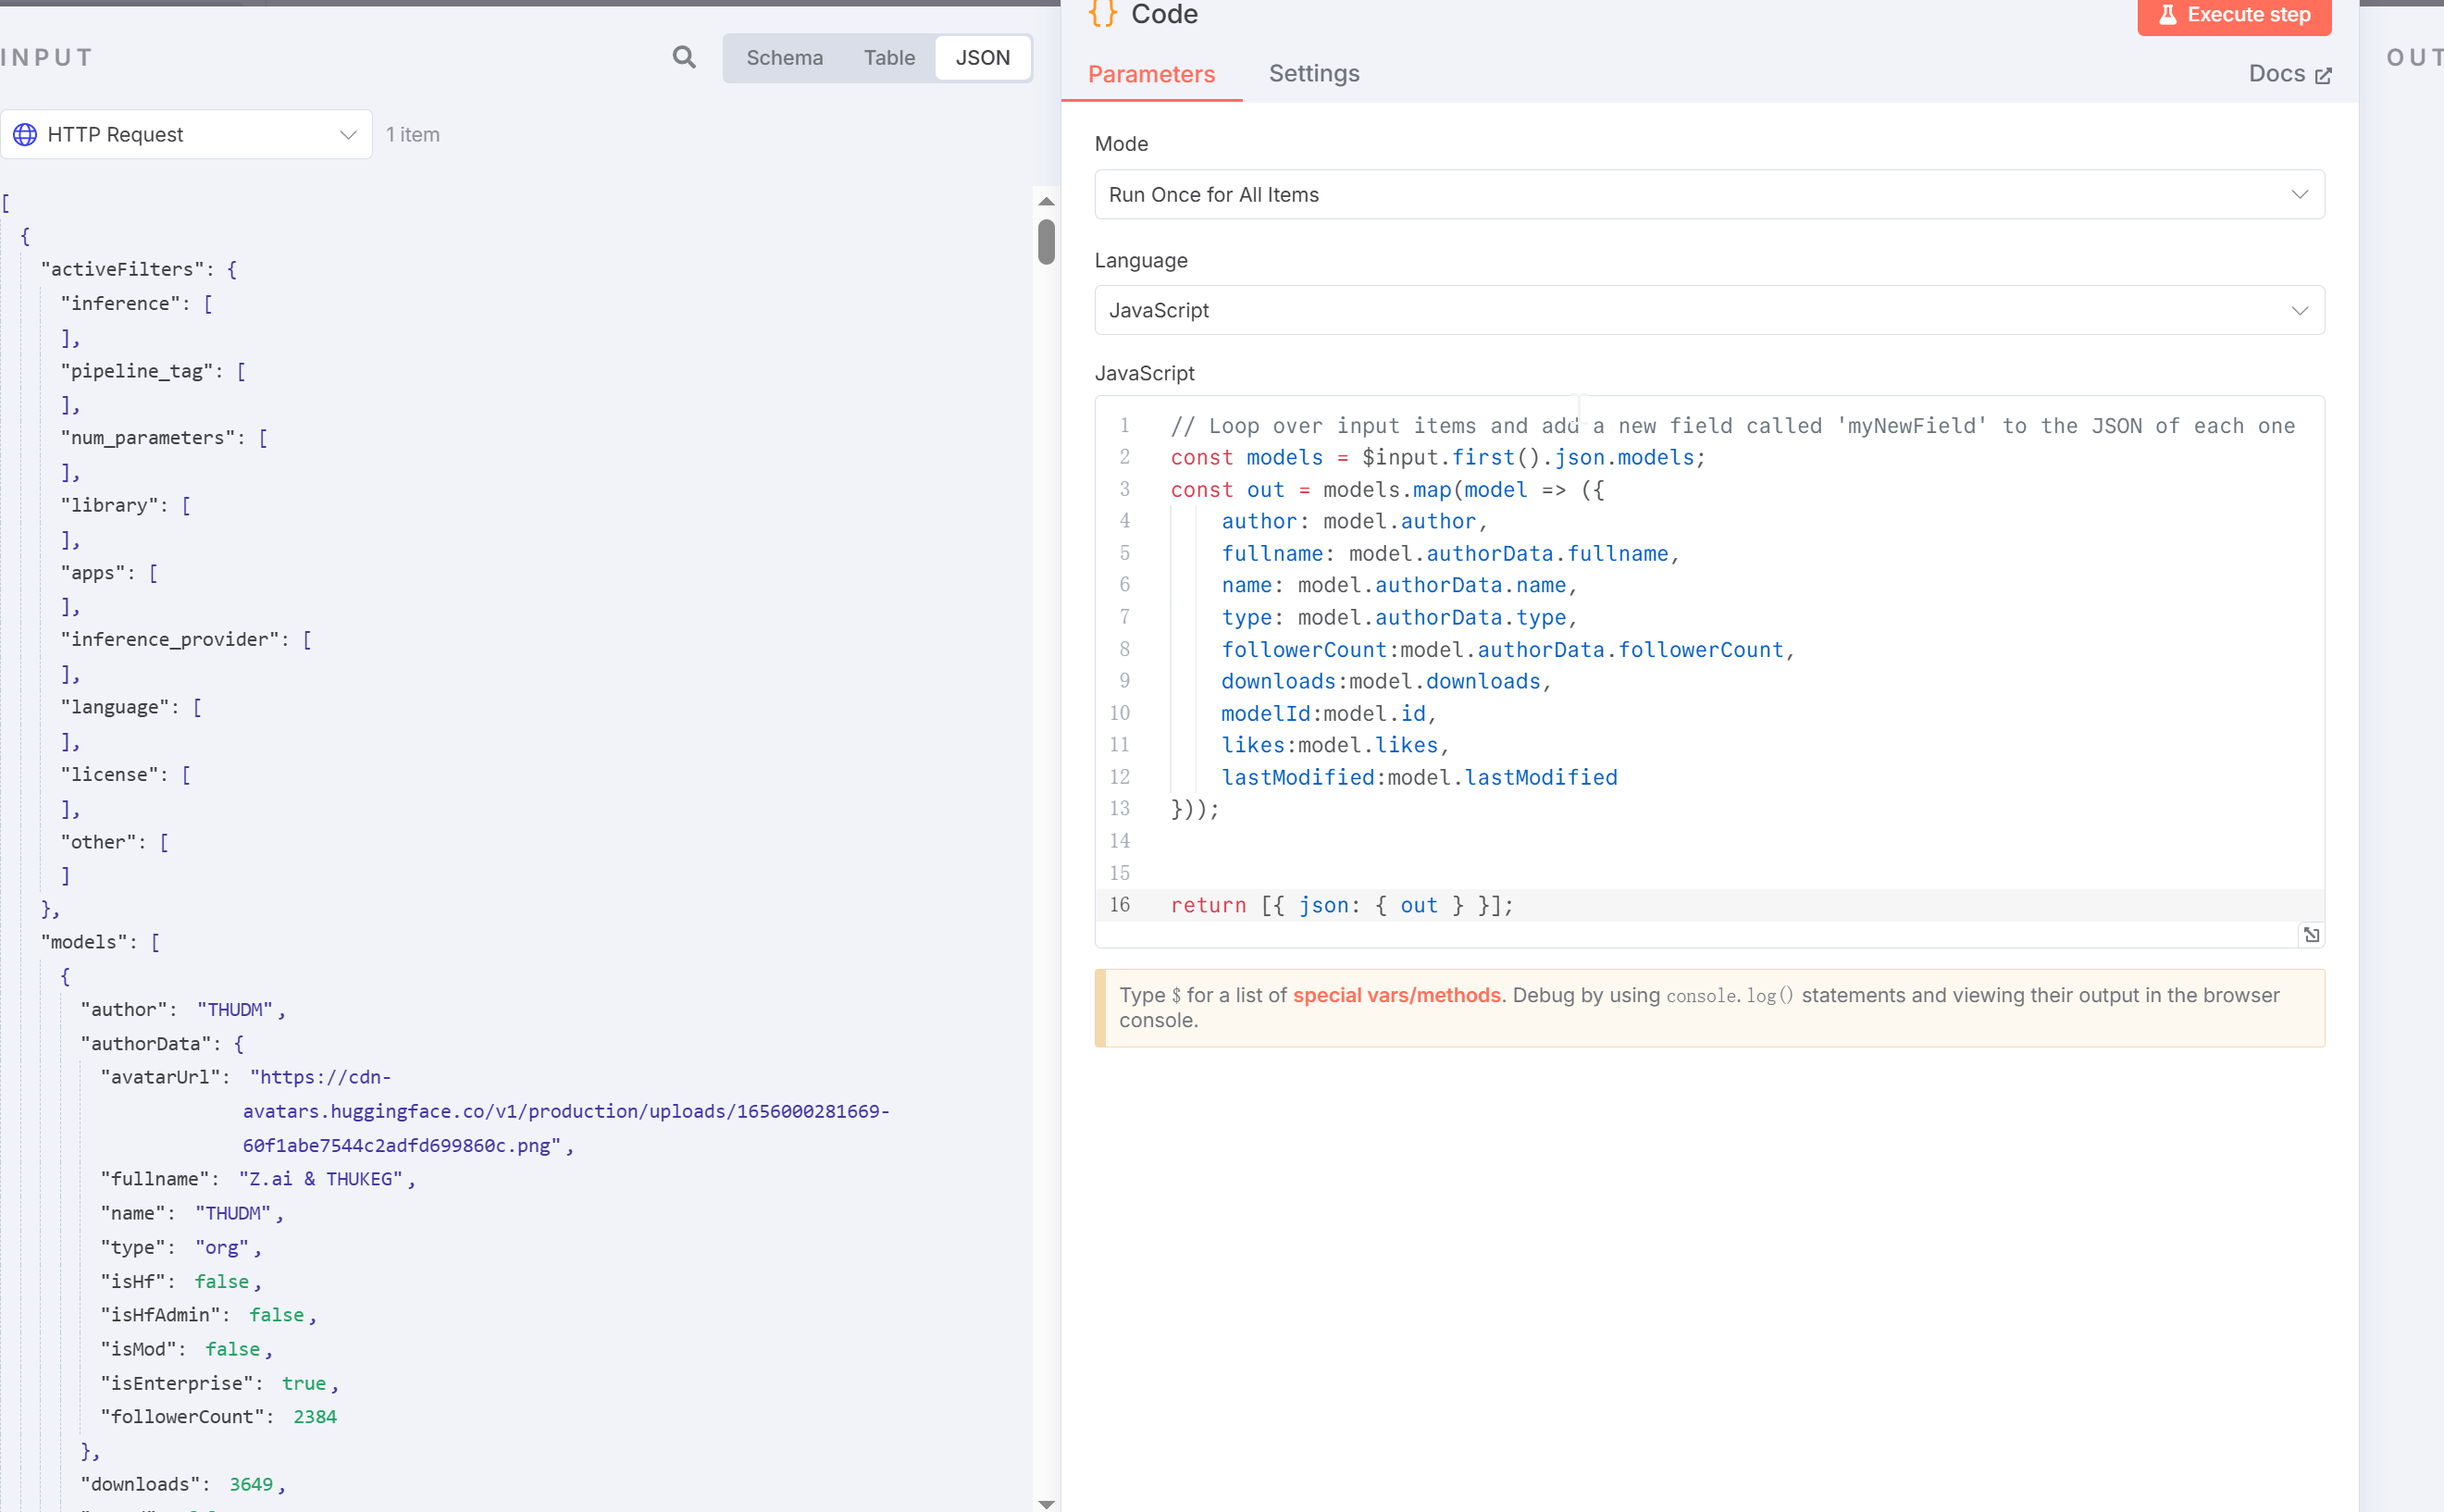 INPUT
Schema Table JSON
HTTP Request 1 item
[
{
"activeFilters": {
"inference": [
],
"pipeline_tag": [
],
"num_parameters": [
],
"library": [
],
"apps": [
],
"inference_provider": [
],
"language": [
],
"license": [
],
"other": [
]
},
"models": [
{
"author": "THUDM",
"authorData": {
"avatarUrl": "https://cdn-
avatars.huggingface.co/v1/production/uploads/1656000281669-
60f1abe7544c2adfd699860c.png",
"fullname": "Z.ai & THUKEG",
"name": "THUDM",
"type": "org",
"isHf": false,
"isHfAdmin": false,
"isMod": false,
"isEnterprise": true,
"followerCount": 2384
},
"downloads": 3649,
{} Code
Execute step
Parameters Settings Docs
Mode
Run Once for All Items
Language
JavaScript
JavaScript
1 // Loop over input items and add a new field called 'myNewField' to the JSON of each one
2 const models = $input.first().json.models;
3 const out = models.map(model => ({
4 author: model.author,
5 fullname: model.authorData.fullname,
6 name: model.authorData.name,
7 type: model.authorData.type,
8 followerCount:model.authorData.followerCount,
9 downloads:model.downloads,
10 modelId:model.id,
11 likes:model.likes,
12 lastModified:model.lastModified
13 }));
14
15
16 return [{ json: { out } }];
Type $ for a list of special vars/methods. Debug by using console.log() statements and viewing their output in the browser
console.
OUT